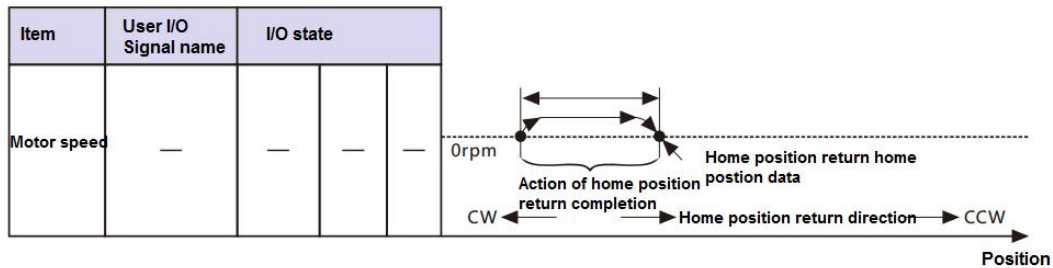 Item
User I/O
Signal name
I/O state
Motor speed
—
—
—
—
0rpm
Home position return home
postion data
Action of home position
return completion
CW
Home position return direction
CCW
Position